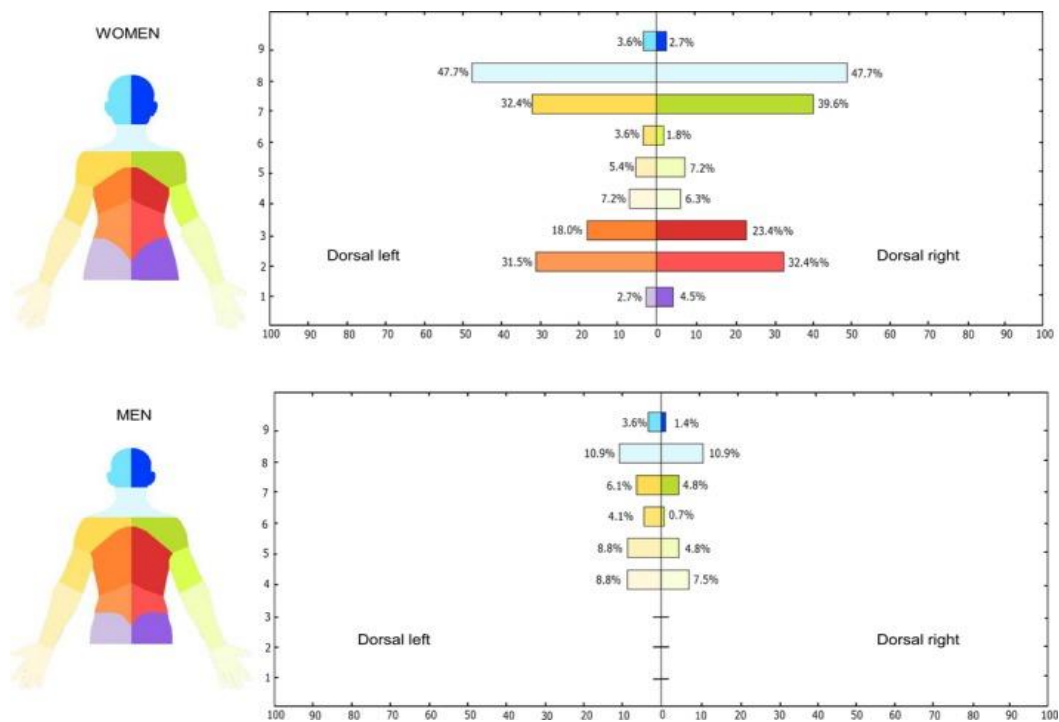 WOMEN
9 3.6% 2.7%
8 47.7% 47.7%
7 32.4% 39.6%
6 3.6% 1.8%
5 5.4% 7.2%
4 7.2% 6.3%
3 18.0% 23.4%%
Dorsal left Dorsal right
2 31.5% 32.4%%
1 2.7% 4.5%
100 90 80 70 60 50 40 30 20 10 0 10 20 30 40 50 60 70 80 90 100
MEN
9 3.6% 1.4%
8 10.9% 10.9%
7 6.1% 4.8%
6 4.1% 0.7%
5 8.8% 4.8%
4 8.8% 7.5%
3
2 Dorsal left Dorsal right
1
100 90 80 70 60 50 40 30 20 10 0 10 20 30 40 50 60 70 80 90 100